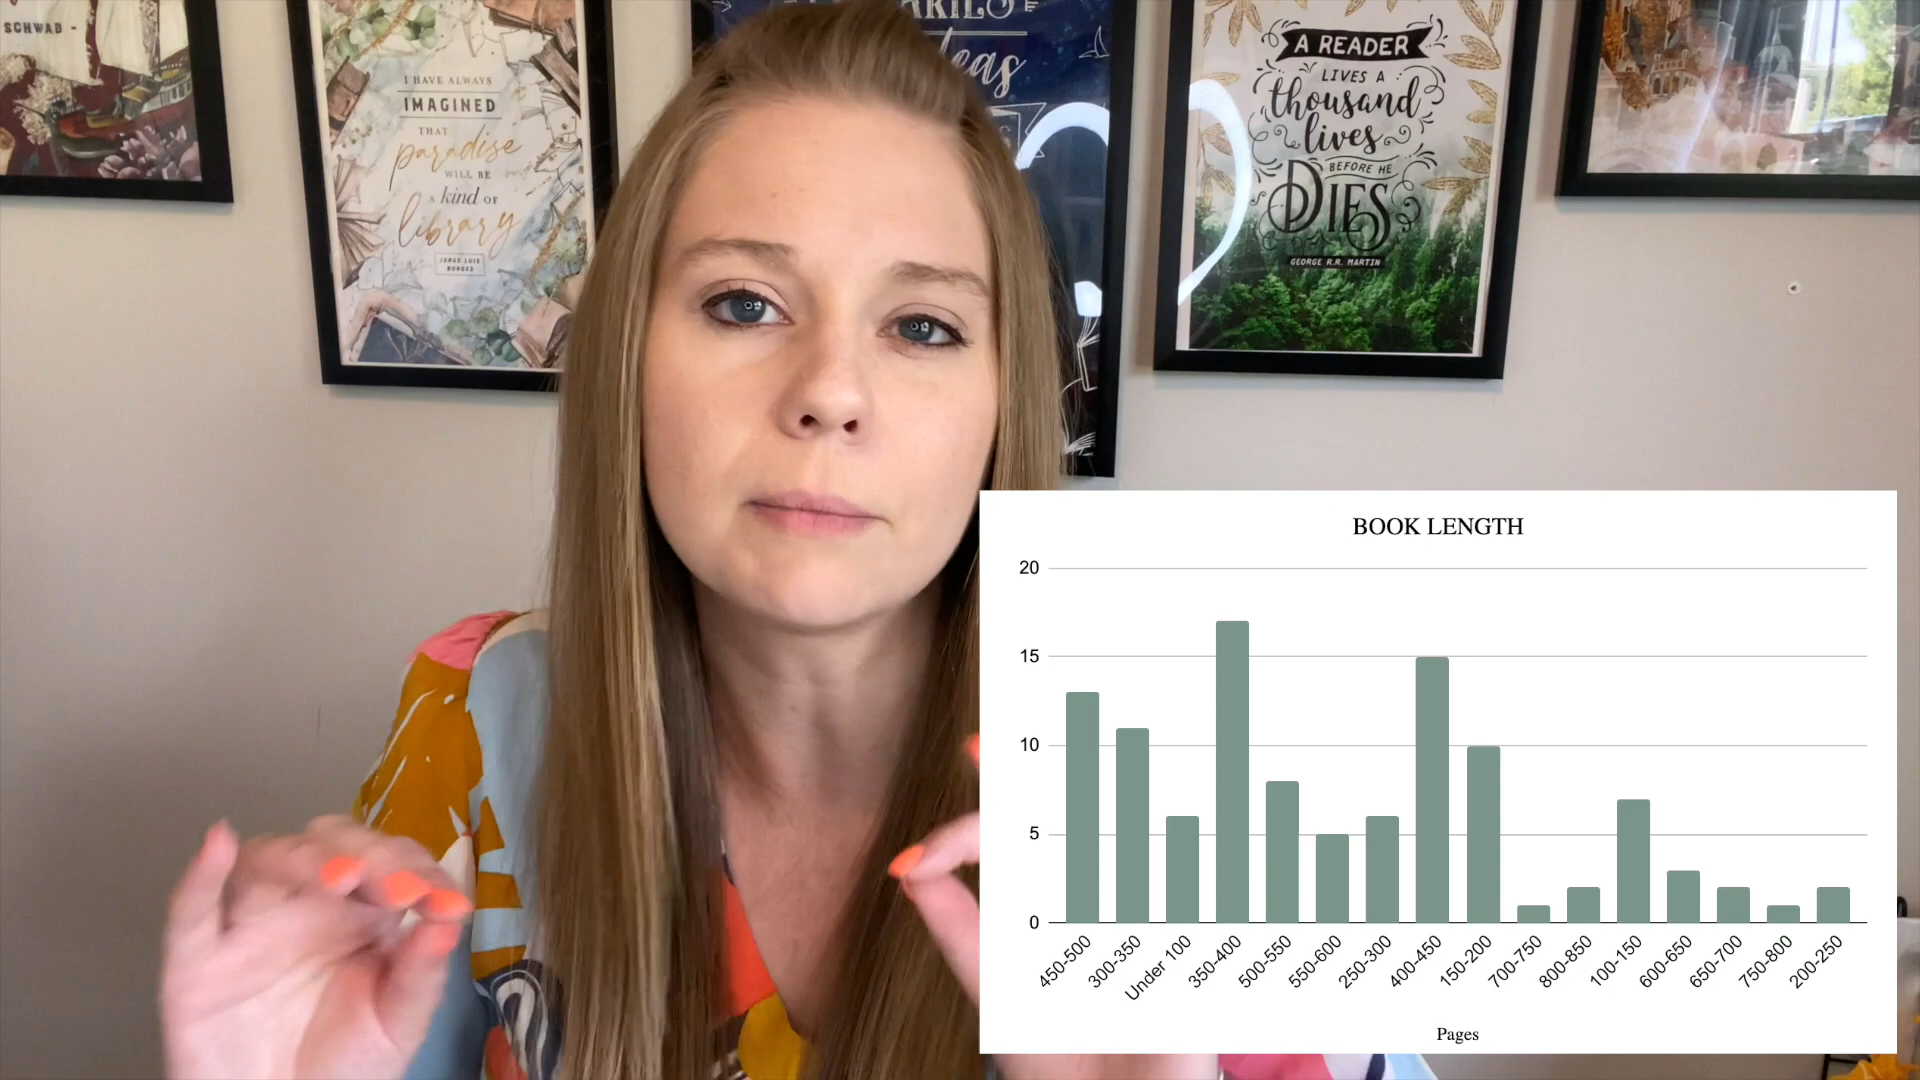 SCHWAB -
I HAVE ALWAYS
IMAGINED
THAT
paradise
WILL BE
A kind OF
library
JORGE LUIS
BORGES
A READER
LIVES A
thousand
lives
BEFORE HE
DIES
GEORGE R.R. MARTIN
BOOK LENGTH
20
15
10
5
0
450-500
300-350
Under 100
350-400
500-550
550-600
250-300
400-450
150-200
700-750
800-850
100-150
600-650
650-700
750-800
200-250
Pages